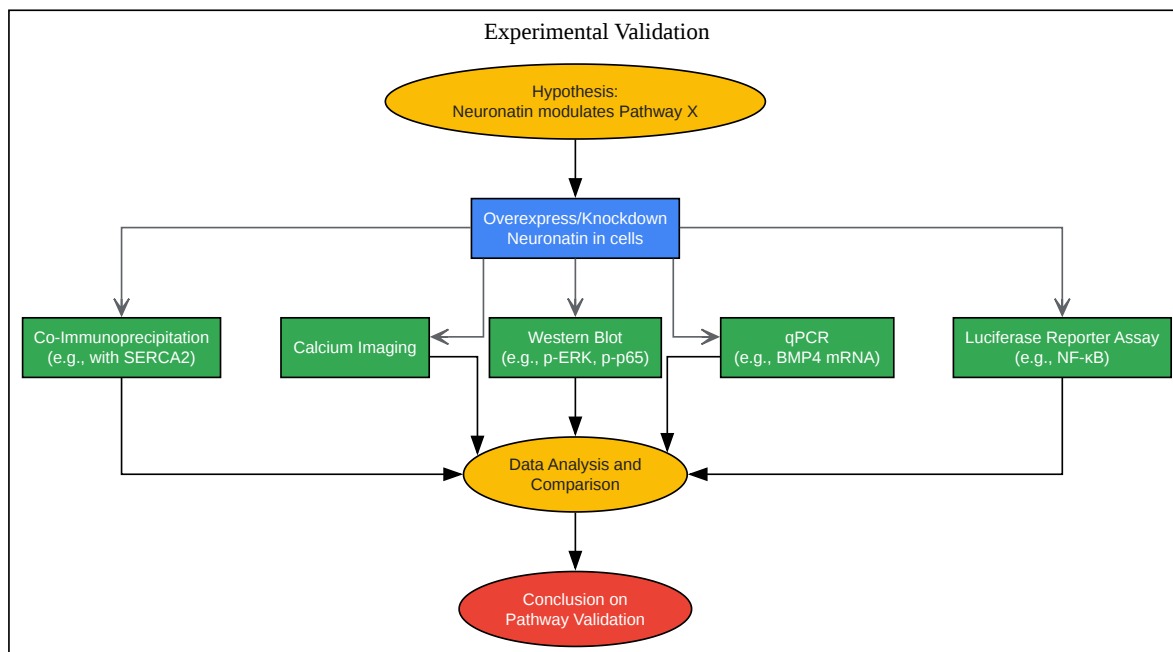 Experimental Validation
Hypothesis:
Neuronatin modulates Pathway X
Overexpress/Knockdown
Neuronatin in cells
Co-Immunoprecipitation
(e.g., with SERCA2)
Calcium Imaging
Western Blot
(e.g., p-ERK, p-p65)
qPCR
(e.g., BMP4 mRNA)
Luciferase Reporter Assay
(e.g., NF-κB)
Data Analysis and
Comparison
Conclusion on
Pathway Validation